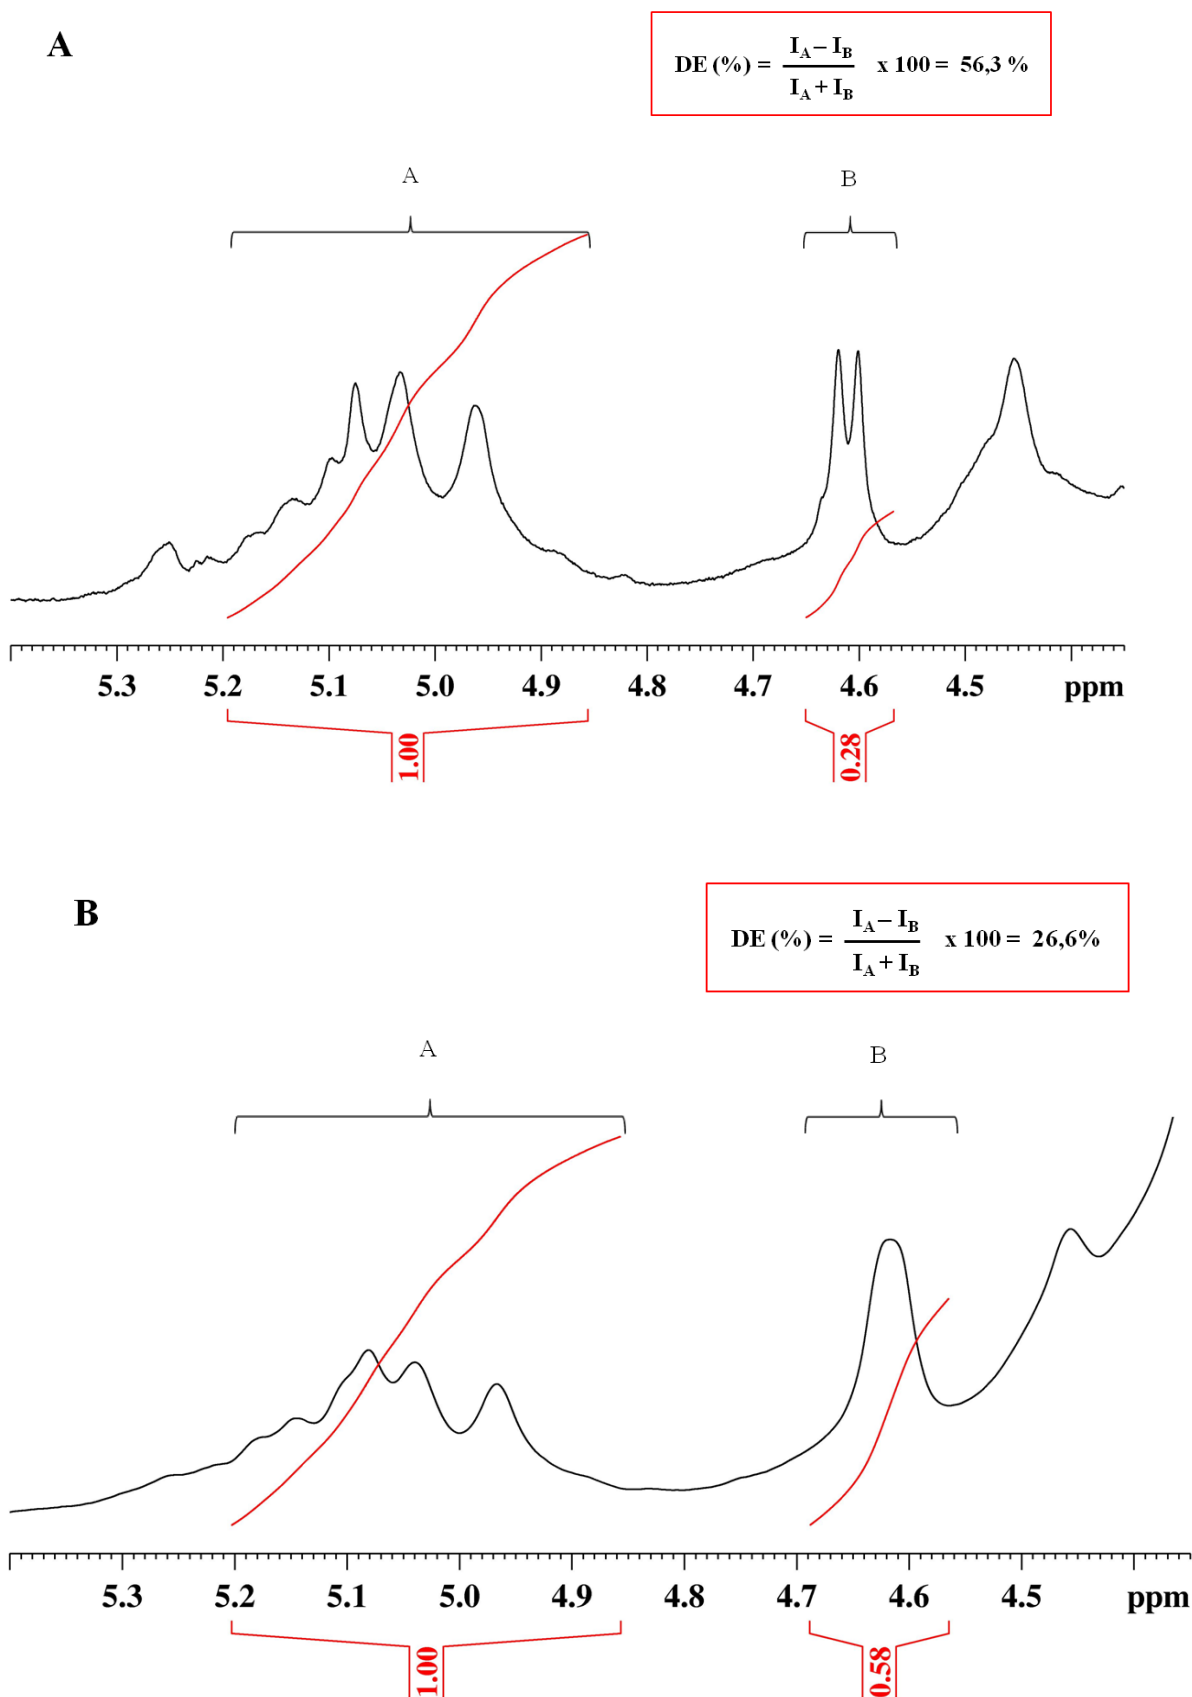 A
DE (%) = I_A – I_B / I_A + I_B x 100 = 56,3 %
A
B
5.3 5.2 5.1 5.0 4.9 4.8 4.7 4.6 4.5 ppm
1.00
0.28
B
DE (%) = I_A – I_B / I_A + I_B x 100 = 26,6%
A
B
5.3 5.2 5.1 5.0 4.9 4.8 4.7 4.6 4.5 ppm
1.00
0.58